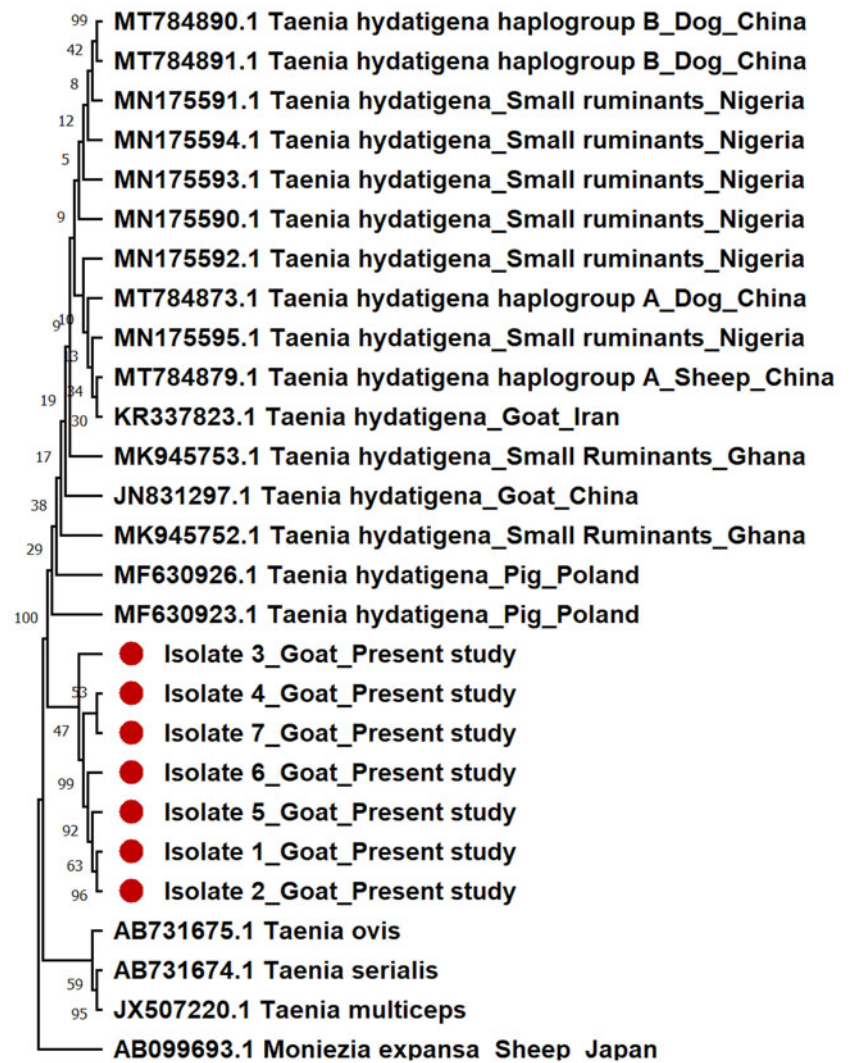 99
MT784890.1 Taenia hydatigena haplogroup B_Dog_China
42
MT784891.1 Taenia hydatigena haplogroup B_Dog_China
8
MN175591.1 Taenia hydatigena_Small ruminants_Nigeria
12
MN175594.1 Taenia hydatigena_Small ruminants_Nigeria
5
MN175593.1 Taenia hydatigena_Small ruminants_Nigeria
9
MN175590.1 Taenia hydatigena_Small ruminants_Nigeria
MN175592.1 Taenia hydatigena_Small ruminants_Nigeria
MT784873.1 Taenia hydatigena haplogroup A_Dog_China
9
10
MN175595.1 Taenia hydatigena_Small ruminants_Nigeria
13
MT784879.1 Taenia hydatigena haplogroup A_Sheep_China
34
19
KR337823.1 Taenia hydatigena_Goat_Iran
30
MK945753.1 Taenia hydatigena_Small Ruminants_Ghana
17
JN831297.1 Taenia hydatigena_Goat_China
38
MK945752.1 Taenia hydatigena_Small Ruminants_Ghana
29
MF630926.1 Taenia hydatigena_Pig_Poland
MF630923.1 Taenia hydatigena_Pig_Poland
100
Isolate 3_Goat_Present study
53
Isolate 4_Goat_Present study
47
Isolate 7_Goat_Present study
Isolate 6_Goat_Present study
99
Isolate 5_Goat_Present study
92
Isolate 1_Goat_Present study
63
Isolate 2_Goat_Present study
96
AB731675.1 Taenia ovis
AB731674.1 Taenia serialis
59
JX507220.1 Taenia multiceps
95
AB099693.1 Moniezia expansa_Sheep_Japan